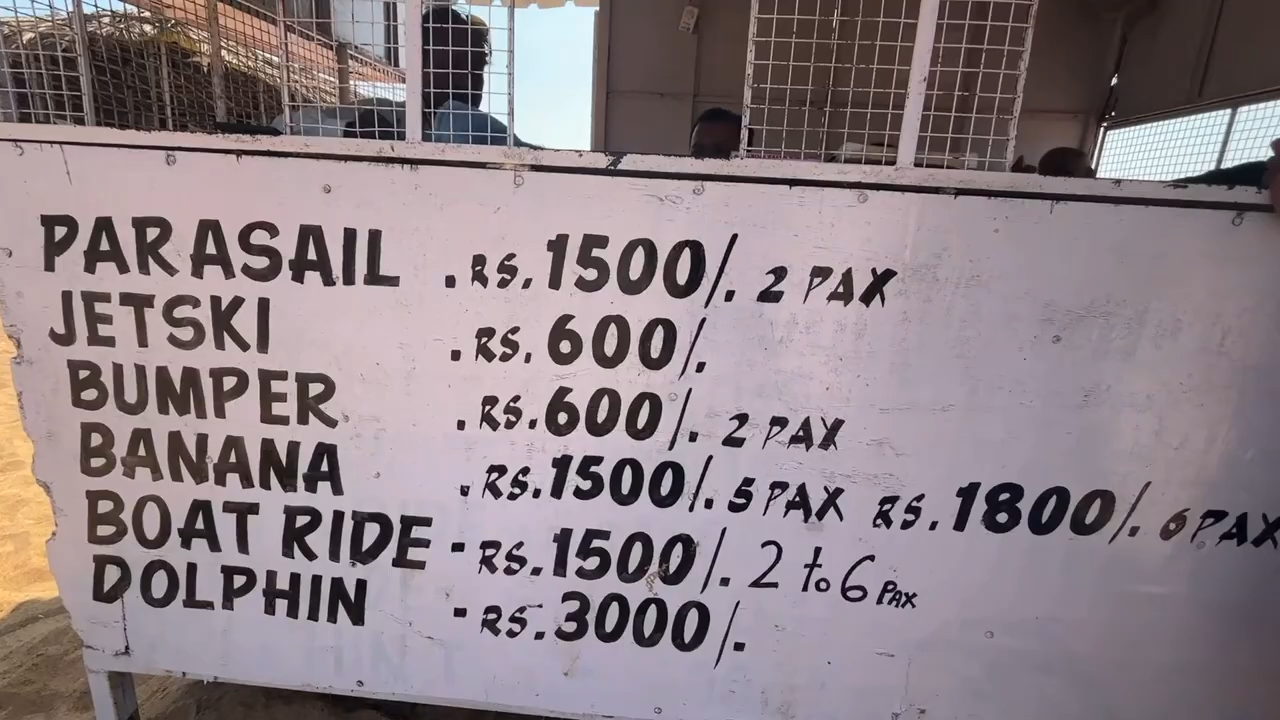 PARASAIL .RS.1500/. 2 PAX
JETSKI .RS.600/.
BUMPER .RS.600/. 2 PAX
BANANA .RS.1500/. 5 PAX RS.1800/. 6 PAX
BOAT RIDE -RS.1500/. 2 to 6 PAX
DOLPHIN -RS.3000/.